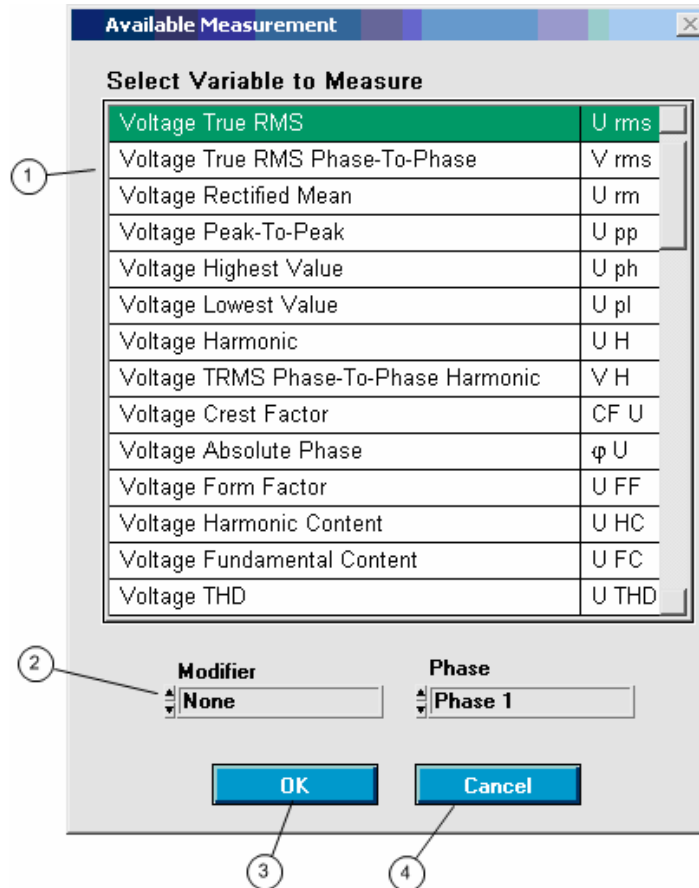 Available Measurement
Select Variable to Measure
Voltage True RMS U rms
Voltage True RMS Phase-To-Phase V rms
Voltage Rectified Mean U rm
Voltage Peak-To-Peak U pp
Voltage Highest Value U ph
Voltage Lowest Value U pl
Voltage Harmonic U H
Voltage TRMS Phase-To-Phase Harmonic V H
Voltage Crest Factor CF U
Voltage Absolute Phase φ U
Voltage Form Factor U FF
Voltage Harmonic Content U HC
Voltage Fundamental Content U FC
Voltage THD U THD
1
2
Modifier Phase
None Phase 1
OK Cancel
3 4